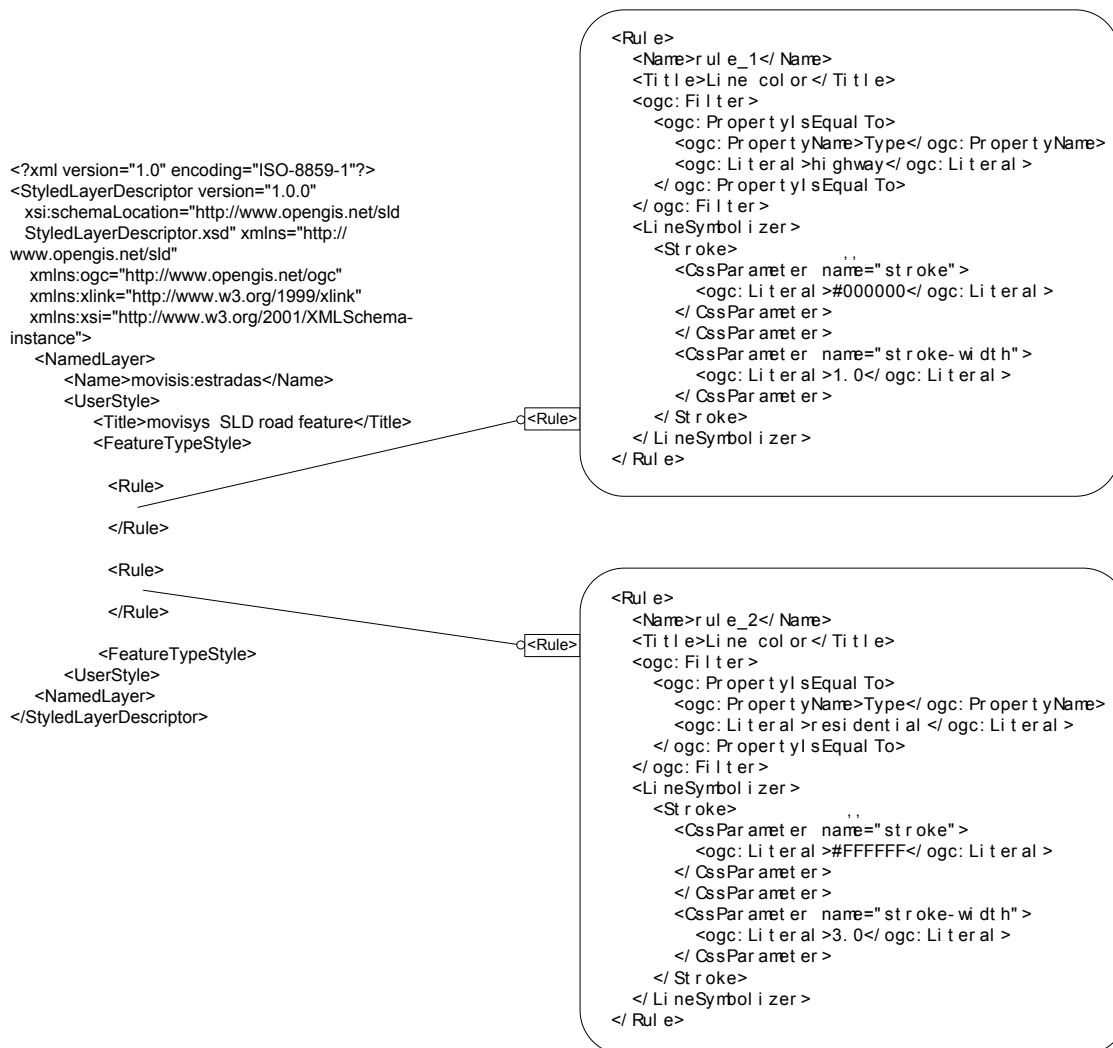 <?xml version="1.0" encoding="ISO-8859-1"?>
<StyledLayerDescriptor version="1.0.0"
xsi:schemaLocation="http://www.opengis.net/sld
StyledLayerDescriptor.xsd" xmlns="http://
www.opengis.net/sld"
xmlns:ogc="http://www.opengis.net/ogc"
xmlns:xlink="http://www.w3.org/1999/xlink"
xmlns:xsi="http://www.w3.org/2001/XMLSchema-
instance">
<NamedLayer>
<Name>movisis:estradas</Name>
<UserStyle>
<Title>movisys SLD road feature</Title>
<FeatureTypeStyle>
<Rule>
</Rule>
<Rule>
</Rule>
<FeatureTypeStyle>
<UserStyle>
<NamedLayer>
</StyledLayerDescriptor>
<Rule>
<Rule>
<Name>rule_1</Name>
<Title>Line color</Title>
<ogc:Filter>
<ogc:PropertyIsEqualTo>
<ogc:PropertyName>Type</ogc:PropertyName>
<ogc:Literal>highway</ogc:Literal>
</ogc:PropertyIsEqualTo>
</ogc:Filter>
<LineSymbolizer>
<Stroke> ,,
<CssParameter name="stroke">
<ogc:Literal>#000000</ogc:Literal>
</CssParameter>
</CssParameter>
<CssParameter name="stroke-width">
<ogc:Literal>1.0</ogc:Literal>
</CssParameter>
</Stroke>
</LineSymbolizer>
</Rule>
<Rule>
<Rule>
<Name>rule_2</Name>
<Title>Line color</Title>
<ogc:Filter>
<ogc:PropertyIsEqualTo>
<ogc:PropertyName>Type</ogc:PropertyName>
<ogc:Literal>residential</ogc:Literal>
</ogc:PropertyIsEqualTo>
</ogc:Filter>
<LineSymbolizer>
<Stroke> ,,
<CssParameter name="stroke">
<ogc:Literal>#FFFFFF</ogc:Literal>
</CssParameter>
</CssParameter>
<CssParameter name="stroke-width">
<ogc:Literal>3.0</ogc:Literal>
</CssParameter>
</Stroke>
</LineSymbolizer>
</Rule>